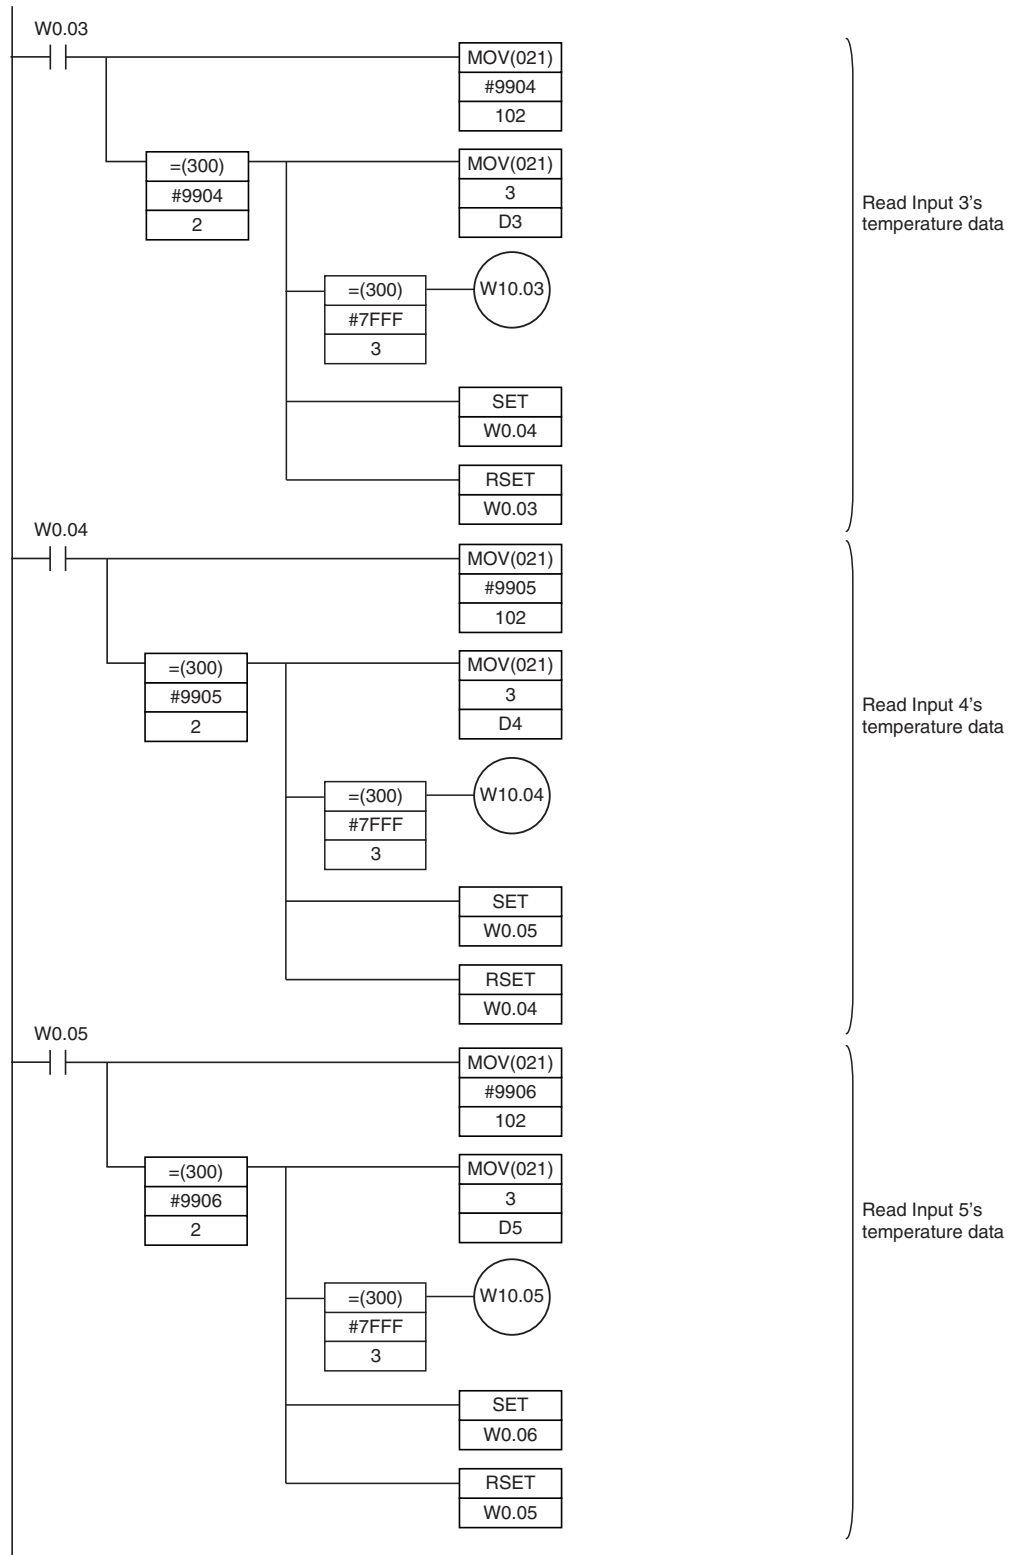 W0.03
MOV(021)
#9904
102
=(300)
#9904
2
MOV(021)
3
D3
Read Input 3’s
temperature data
=(300)
#7FFF
3
W10.03
SET
W0.04
RSET
W0.03
W0.04
MOV(021)
#9905
102
=(300)
#9905
2
MOV(021)
3
D4
Read Input 4’s
temperature data
=(300)
#7FFF
3
W10.04
SET
W0.05
RSET
W0.04
W0.05
MOV(021)
#9906
102
=(300)
#9906
2
MOV(021)
3
D5
Read Input 5’s
temperature data
=(300)
#7FFF
3
W10.05
SET
W0.06
RSET
W0.05